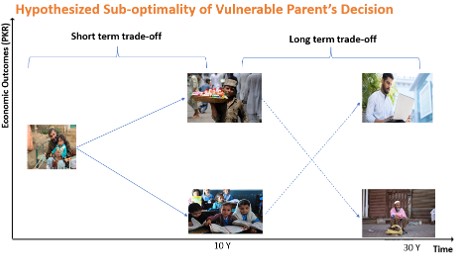 Hypothesized Sub-optimality of Vulnerable Parent's Decision
Short term trade-off
Long term trade-off
Economic Outcomes (PKR)
10 Y
30 Y
Time